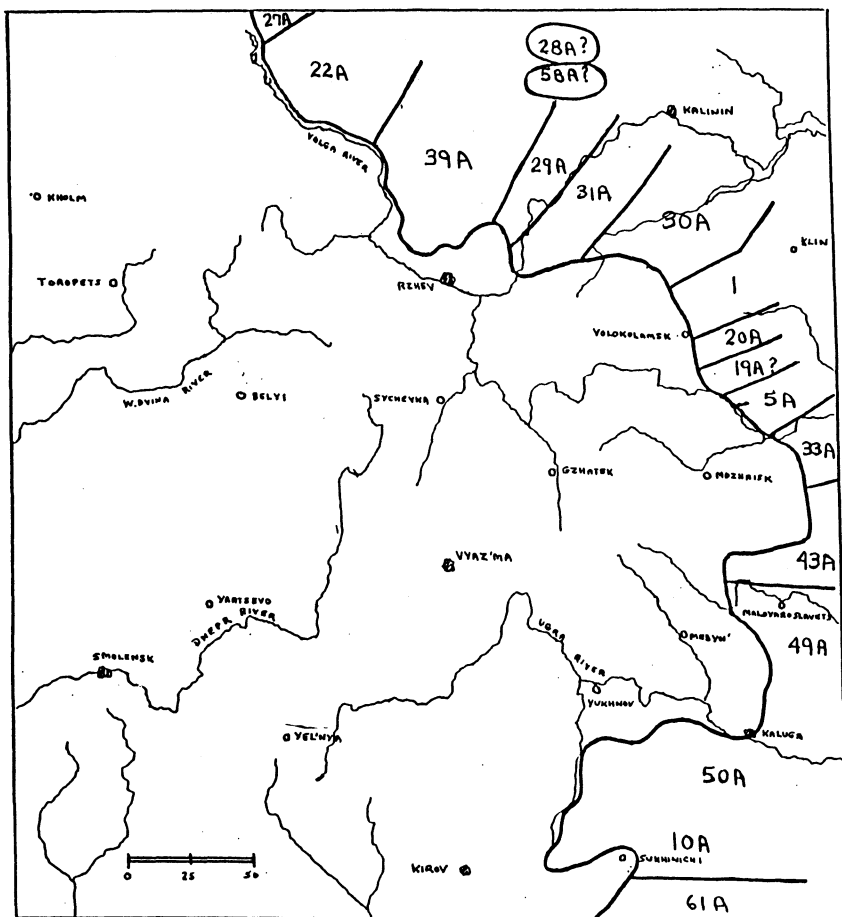 27A
28A?
58A?
22A
KALININ
VOLGA RIVER
39A
29A
31A
KHOLM
30A
KLIN
TOROPETS
RZHEV
1
VOLOKOLAMSK
20A
19A?
W. DVINA RIVER
BELYI
SYCHEVKA
5A
33A
GZHATSK
MOZHAISK
43A
VYAZ'MA
YARTSEVO
DNEPR RIVER
MALOYAROSLAVETS
UGRA RIVER
MEDYN'
49A
SMOLENSK
YUKHNOV
YEL'NYA
KALUGA
50A
10A
SUKHINICHI
0 25 50
KIROV
61A